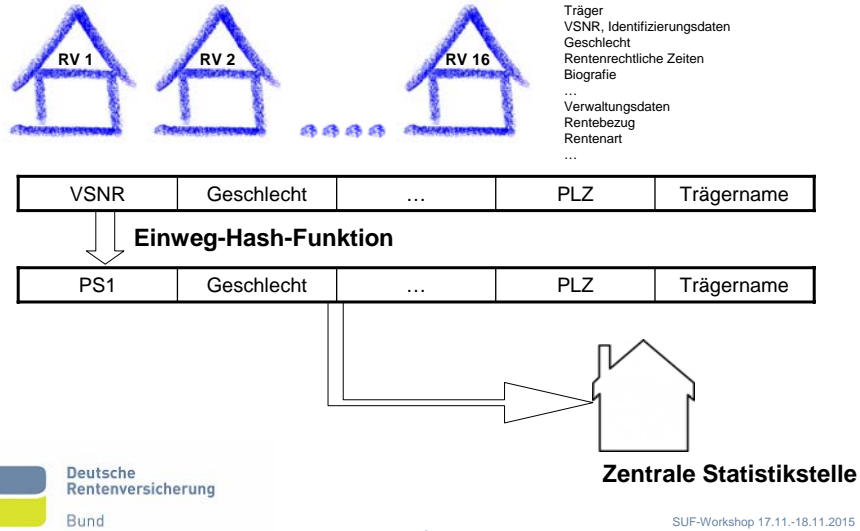 RV 1
RV 2
RV 16
Träger
VSNR, Identifizierungsdaten
Geschlecht
Rentenrechtliche Zeiten
Biografie
…
Verwaltungsdaten
Rentebezug
Rentenart
…
VSNR Geschlecht … PLZ Trägername
Einweg-Hash-Funktion
PS1 Geschlecht … PLZ Trägername
Zentrale Statistikstelle
Deutsche
Rentenversicherung
Bund
SUF-Workshop 17.11.-18.11.2015